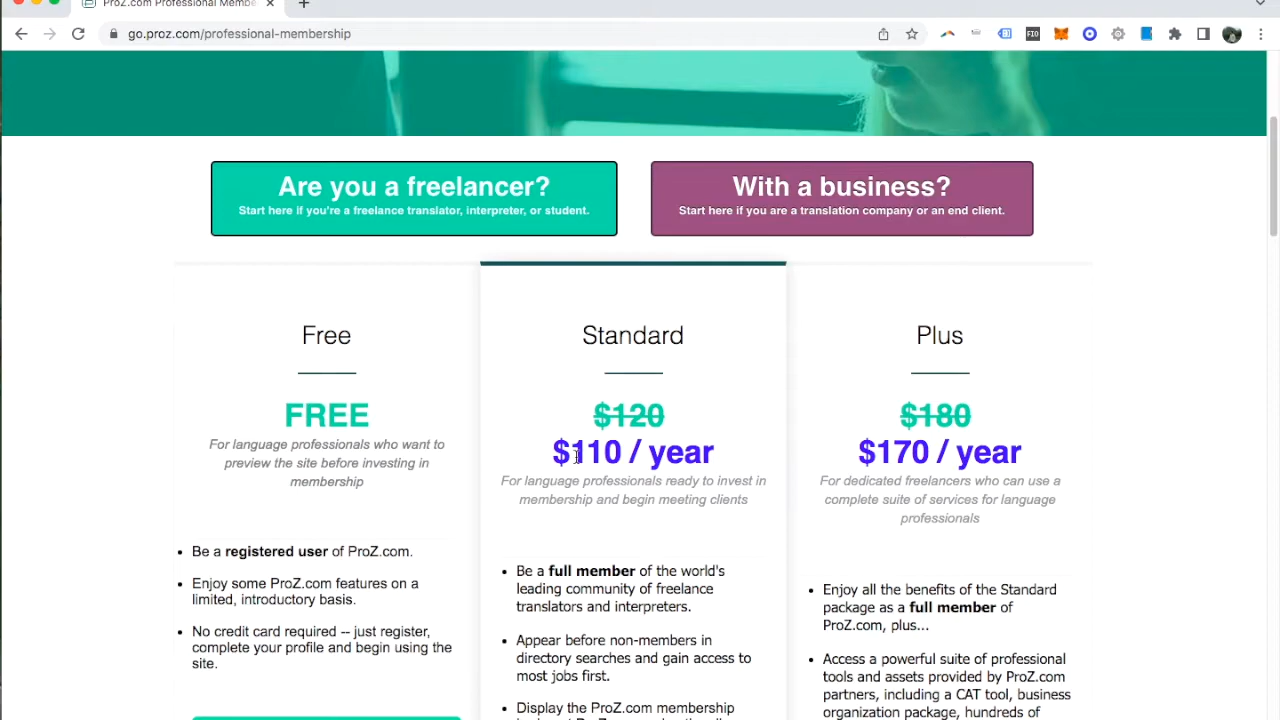 ProZ.com Professional Membe
go.proz.com/professional-membership
FIO
Are you a freelancer?
Start here if you're a freelance translator, interpreter, or student.
With a business?
Start here if you are a translation company or an end client.
Free
FREE
For language professionals who want to
preview the site before investing in
membership
• Be a registered user of ProZ.com.
• Enjoy some ProZ.com features on a
limited, introductory basis.
• No credit card required -- just register,
complete your profile and begin using the
site.
Standard
$120
$110 / year
For language professionals ready to invest in
membership and begin meeting clients
• Be a full member of the world's
leading community of freelance
translators and interpreters.
• Appear before non-members in
directory searches and gain access to
most jobs first.
• Display the ProZ.com membership
Plus
$180
$170 / year
For dedicated freelancers who can use a
complete suite of services for language
professionals
• Enjoy all the benefits of the Standard
package as a full member of
ProZ.com, plus...
• Access a powerful suite of professional
tools and assets provided by ProZ.com
partners, including a CAT tool, business
organization package, hundreds of